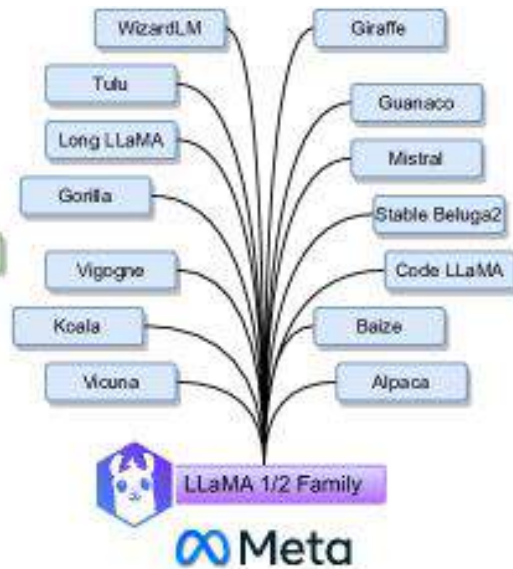 WizardLM
Giraffe
Tulu
Guanaco
Long LLaMA
Mistral
Gorilla
Stable Beluga2
Vigogne
Code LLaMA
Koala
Baize
Vicuna
Alpaca
LLaMA 1/2 Family
Meta